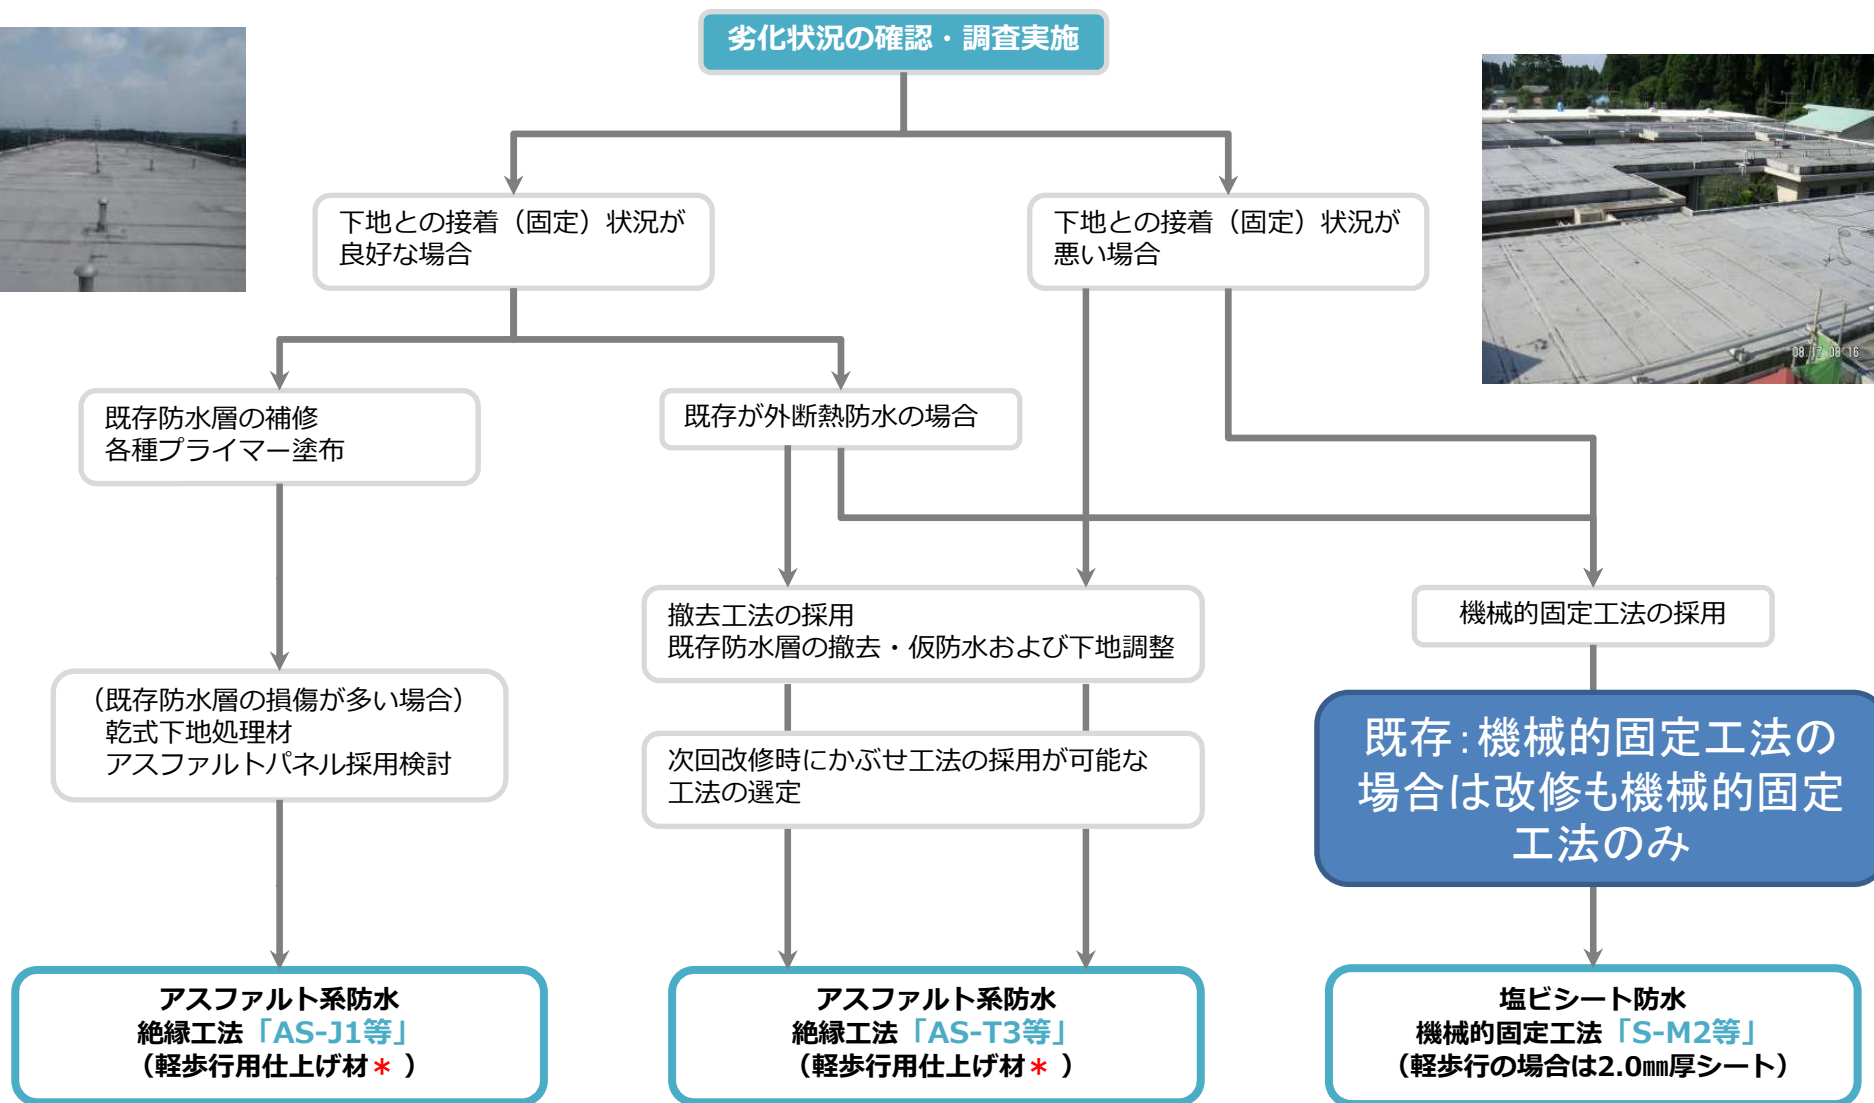 劣化状況の確認・調査実施
下地との接着（固定）状況が
良好な場合
下地との接着（固定）状況が
悪い場合
08.17 08 16
既存防水層の補修
各種プライマー塗布
既存が外断熱防水の場合
撤去工法の採用
既存防水層の撤去・仮防水および下地調整
機械的固定工法の採用
（既存防水層の損傷が多い場合）
乾式下地処理材
アスファルトパネル採用検討
次回改修時にかぶせ工法の採用が可能な
工法の選定
既存：機械的固定工法の
場合は改修も機械的固定
工法のみ
アスファルト系防水
絶縁工法「AS-J1等」
（軽歩行用仕上げ材＊ ）
アスファルト系防水
絶縁工法「AS-T3等」
（軽歩行用仕上げ材＊ ）
塩ビシート防水
機械的固定工法「S-M2等」
（軽歩行の場合は2.0㎜厚シート）